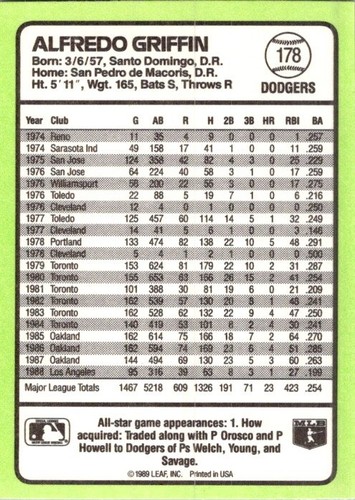 ALFREDO GRIFFIN
Born: 3/6/57, Santo Domingo, D.R.
Home: San Pedro de Macoris, D.R.
Ht. 5'11", Wgt. 165, Bats S, Throws R
178
DODGERS
Year Club G AB R H 2B 3B HR RBI BA
1974 Reno 11 35 4 9 0 0 0 1 .257
1974 Sarasota Ind 49 158 17 41 1 0 0 11 .259
1975 San Jose 124 358 42 82 4 3 0 25 .229
1976 San Jose 64 224 40 58 3 1 0 17 .259
1976 Williamsport 56 200 22 55 3 0 0 17 .275
1976 Toledo 22 88 5 19 7 1 0 6 .216
1976 Cleveland 12 4 0 1 0 0 0 0 .250
1977 Toledo 125 457 60 114 14 5 1 32 .249
1977 Cleveland 14 41 5 6 1 0 0 3 .146
1978 Portland 133 474 82 138 22 10 5 48 .291
1978 Cleveland 5 4 1 2 1 0 0 0 .500
1979 Toronto 153 624 81 179 22 10 2 31 .287
1980 Toronto 155 653 63 166 26 15 2 41 .254
1981 Toronto 101 388 30 81 19 6 0 21 .209
1982 Toronto 162 539 57 130 20 8 1 48 .241
1983 Toronto 162 528 62 132 22 9 4 47 .250
1984 Toronto 140 419 53 101 8 2 4 30 .241
1985 Oakland 162 614 75 166 18 7 2 64 .270
1986 Oakland 162 594 74 169 23 6 4 51 .285
1987 Oakland 144 494 69 130 23 5 3 60 .263
1988 Los Angeles 95 316 39 63 8 3 1 27 .199
Major League Totals 1467 5218 609 1326 191 71 23 423 .254
All-star game appearances: 1. How
acquired: Traded along with P Orosco and P
Howell to Dodgers of Ps Welch, Young, and
Savage.
©1989 LEAF, INC. Printed in USA
MLB